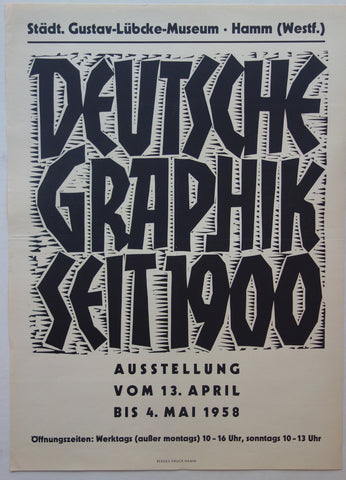 Städt. Gustav-Lübcke-Museum · Hamm (Westf.)
DEUTSCHE
GRAPHIK
SEIT 1900
AUSSTELLUNG
VOM 13. APRIL
BIS 4. MAI 1958
Öffnungszeiten: Werktags (außer montags) 10 - 16 Uhr, sonntags 10 - 13 Uhr